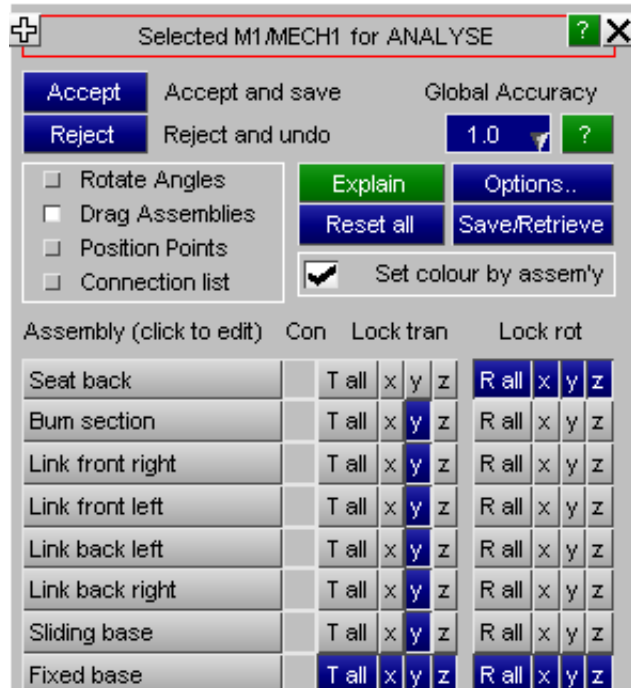 Selected M1/MECH1 for ANALYSE ? X
Accept Accept and save Global Accuracy
Reject Reject and undo 1.0 ?
Rotate Angles Explain Options..
Drag Assemblies Reset all Save/Retrieve
Position Points
Connection list Set colour by assem'y
Assembly (click to edit) Con Lock tran Lock rot
Seat back T all x y z R all x y z
Bum section T all x y z R all x y z
Link front right T all x y z R all x y z
Link front left T all x y z R all x y z
Link back left T all x y z R all x y z
Link back right T all x y z R all x y z
Sliding base T all x y z R all x y z
Fixed base T all x y z R all x y z